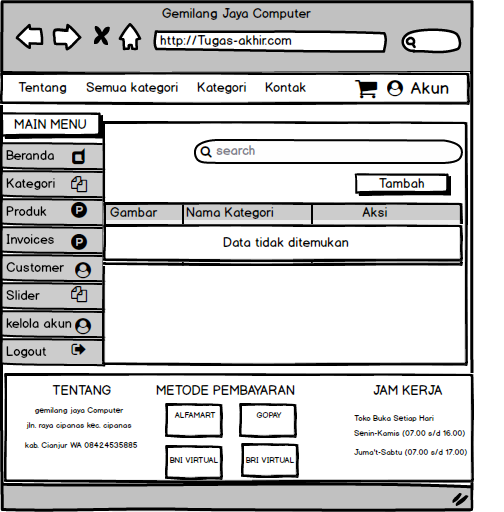 Gemilang Jaya Computer
http://Tugas-akhir.com
Tentang Semua kategori Kategori Kontak Akun
MAIN MENU
search
Beranda
Kategori
Tambah
Produk
Gambar Nama Kategori Aksi
Invoices
Data tidak ditemukan
Customer
Slider
kelola akun
Logout
TENTANG METODE PEMBAYARAN JAM KERJA
gemilang jaya Computer
ALFAMART GOPAY
Toko Buka Setiap Hari
jln. raya cipanas kec. cipanas
Senin-Kamis (07.00 s/d 16.00)
kab. Cianjur WA 08424535885
Juma't-Sabtu (07.00 s/d 17.00)
BNI VIRTUAL BRI VIRTUAL